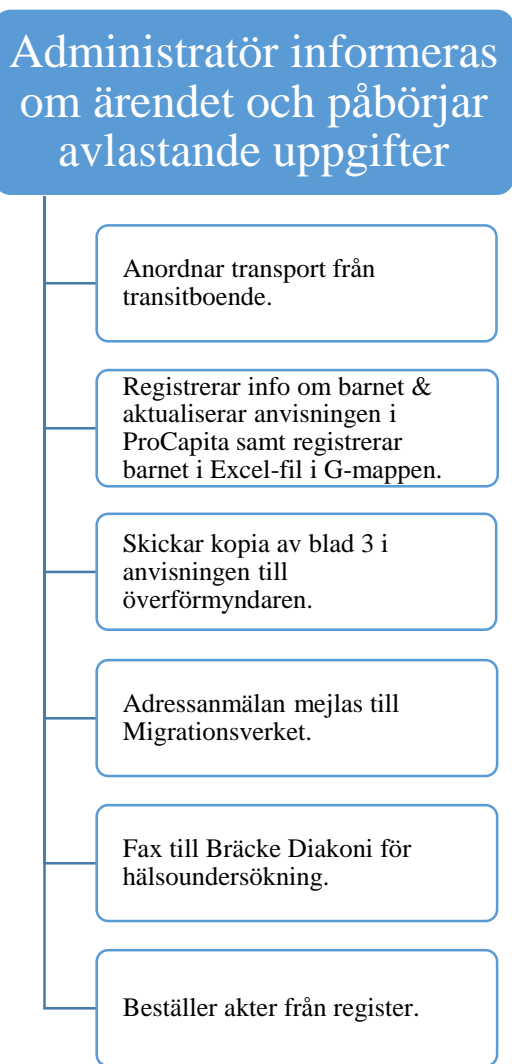 Administratör informeras
om ärendet och påbörjar
avlastande uppgifter
Anordnar transport från
transitboende.
Registrerar info om barnet &
aktualiserar anvisningen i
ProCapita samt registrerar
barnet i Excel-fil i G-mappen.
Skickar kopia av blad 3 i
anvisningen till
överförmyndaren.
Adressanmälan mejlas till
Migrationsverket.
Fax till Bräcke Diakoni för
hälsoundersökning.
Beställer akter från register.